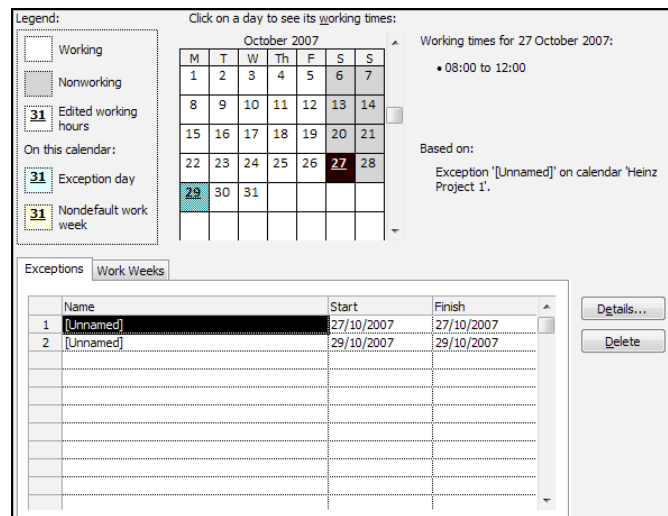 Legend:
Working
Nonworking
31 Edited working
hours
On this calendar:
31 Exception day
31 Nondefault work
week
Click on a day to see its working times:
October 2007
M T W Th F S S
1 2 3 4 5 6 7
8 9 10 11 12 13 14
15 16 17 18 19 20 21
22 23 24 25 26 27 28
29 30 31
Working times for 27 October 2007:
• 08:00 to 12:00
Based on:
Exception '[Unnamed]' on calendar 'Heinz
Project 1'.
Exceptions Work Weeks
Name Start Finish
1 [Unnamed] 27/10/2007 27/10/2007
2 [Unnamed] 29/10/2007 29/10/2007
Details...
Delete